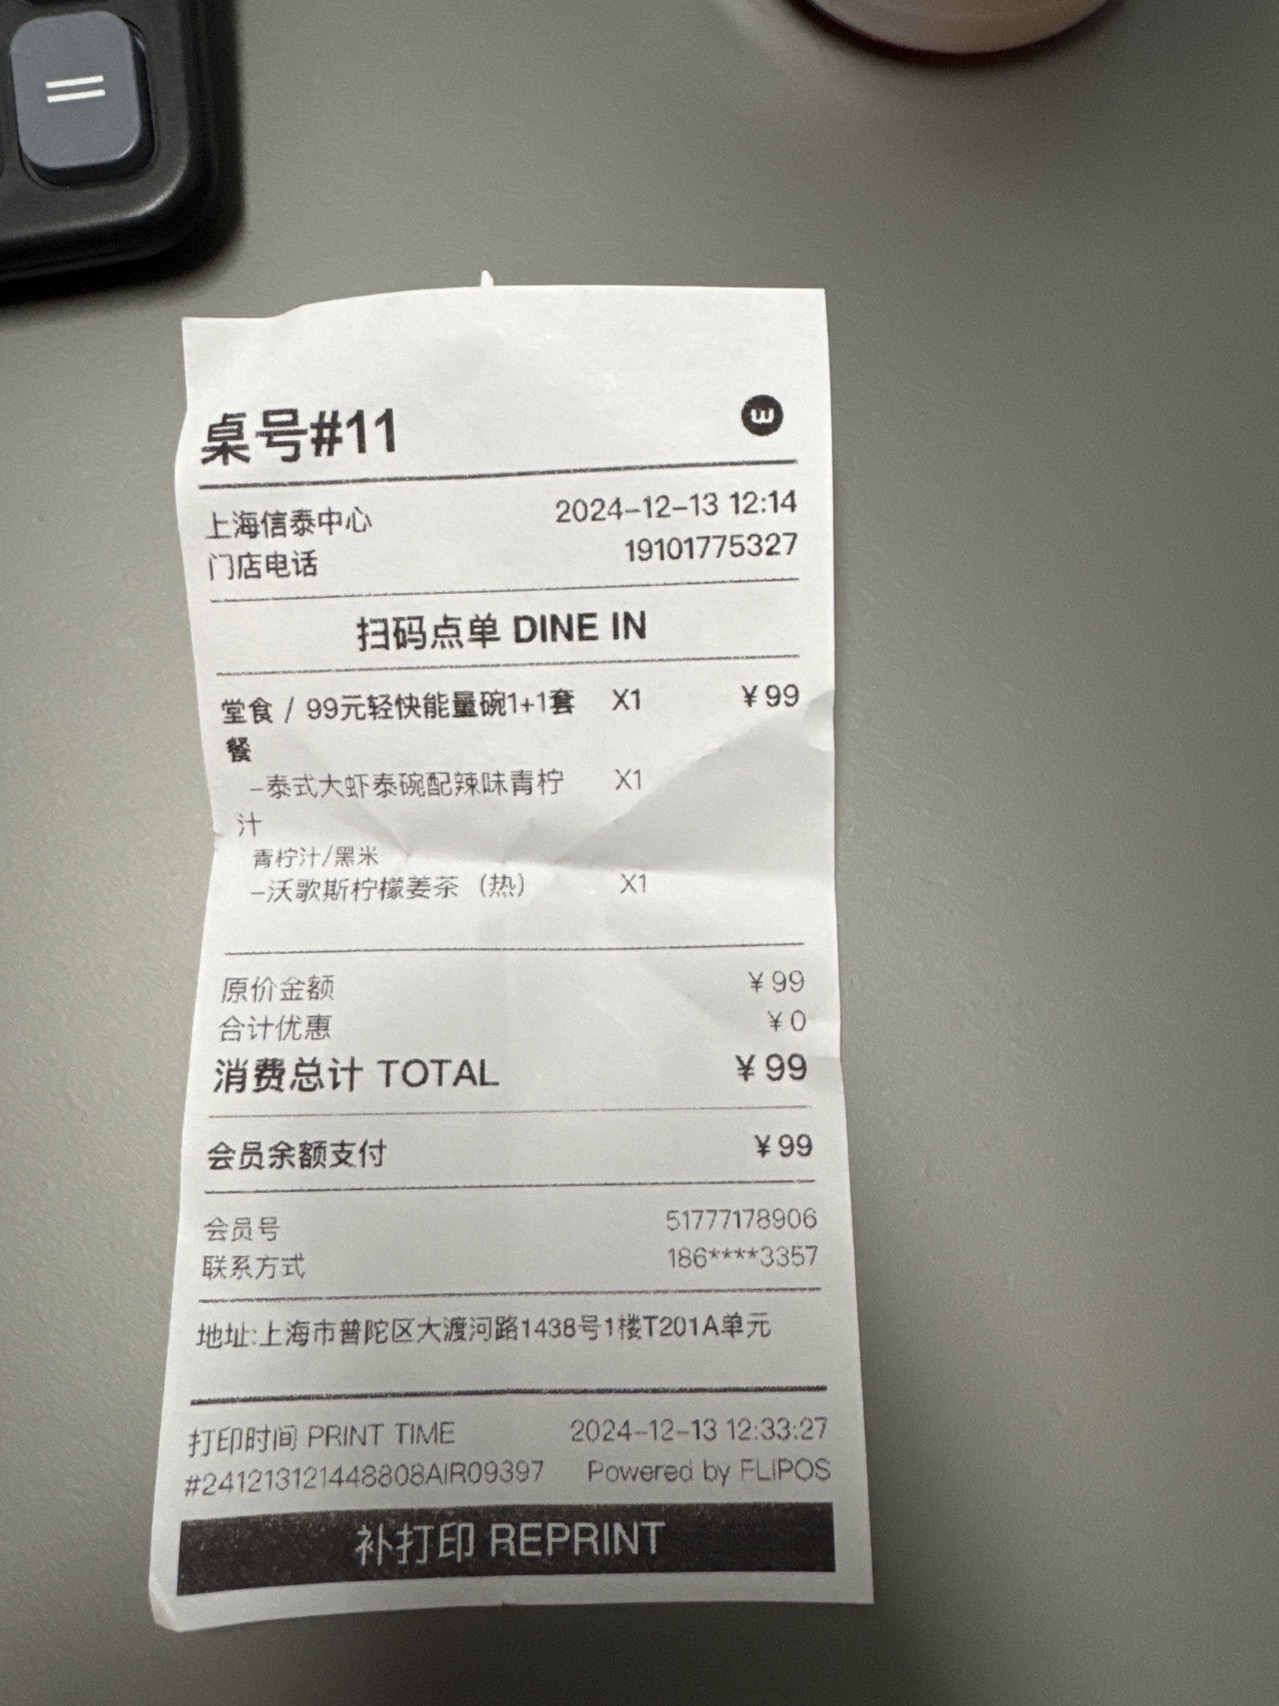 桌号#11
上海信泰中心 2024-12-13 12:14
门店电话 19101775327
扫码点单 DINE IN
堂食 / 99元轻快能量碗1+1套 X1 ¥99
餐
-泰式大虾泰碗配辣味青柠 X1
汁
青柠汁/黑米
-沃歌斯柠檬姜茶（热） X1
原价金额 ¥99
合计优惠 ¥0
消费总计 TOTAL ¥99
会员余额支付 ¥99
会员号 51777178906
联系方式 186****3357
地址:上海市普陀区大渡河路1438号1楼T201A单元
打印时间 PRINT TIME 2024-12-13 12:33:27
#241213121448808AIR09397 Powered by FLIPOS
补打印 REPRINT